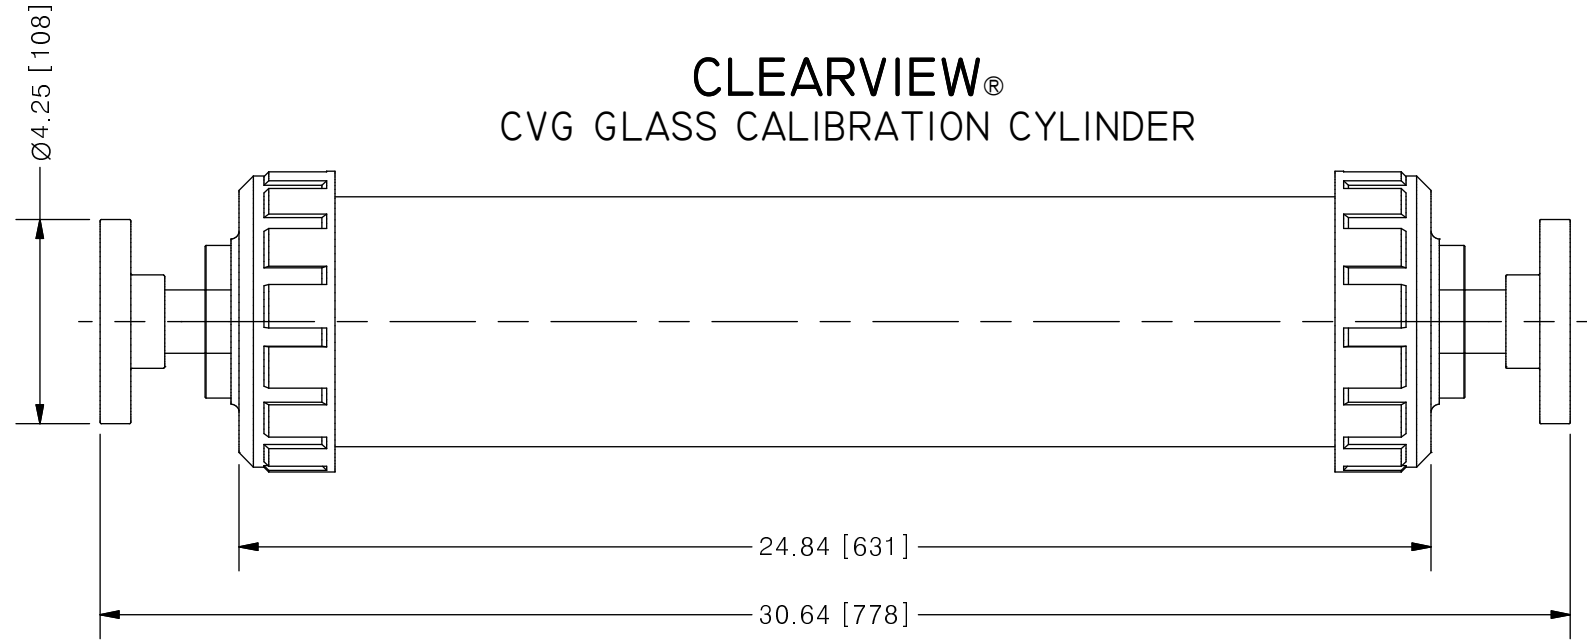 Ø4.25 [108]
CLEARVIEW®
CVG GLASS CALIBRATION CYLINDER
24.84 [631]
30.64 [778]